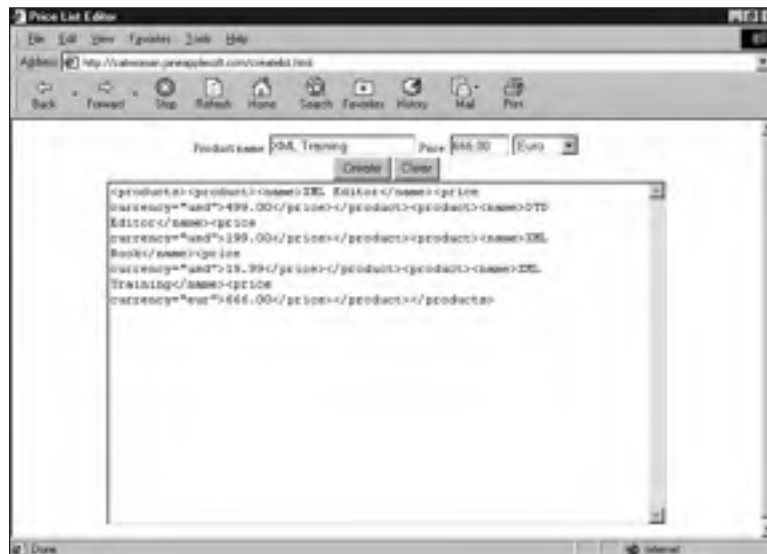 Price List Editor
File Edit View Favorites Tools Help
Address http://catwoman.pineapplesoft.com/createlist.html
Back Forward Stop Refresh Home Search Favorites History Mail Print
Product name XML Training Price 666.00 Euro
Create Clear
<products><product><name>XML Editor</name><price
currency="usd">499.00</price></product><product><name>DTD
Editor</name><price
currency="usd">199.00</price></product><product><name>XML
Book</name><price
currency="usd">19.99</price></product><product><name>XML
Training</name><price
currency="eur">666.00</price></product></products>
Done Internet